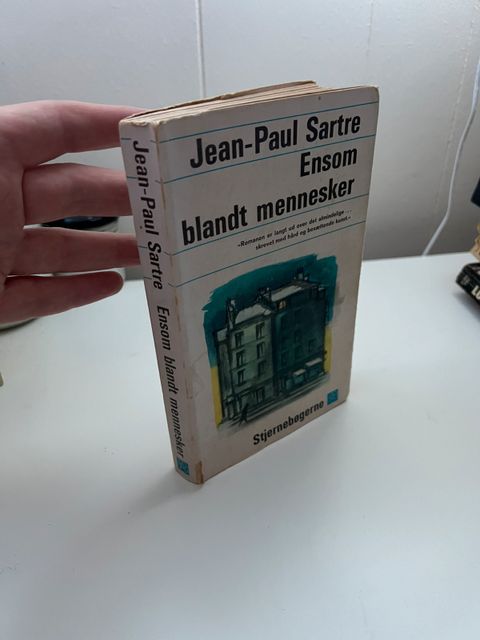 Jean-Paul Sartre
Ensom
blandt mennesker
»Romanen er langt ud over det almindelige ...
skrevet med hård og besættende kunst.«
Stjernebøgerne
Jean-Paul Sartre Ensom blandt mennesker